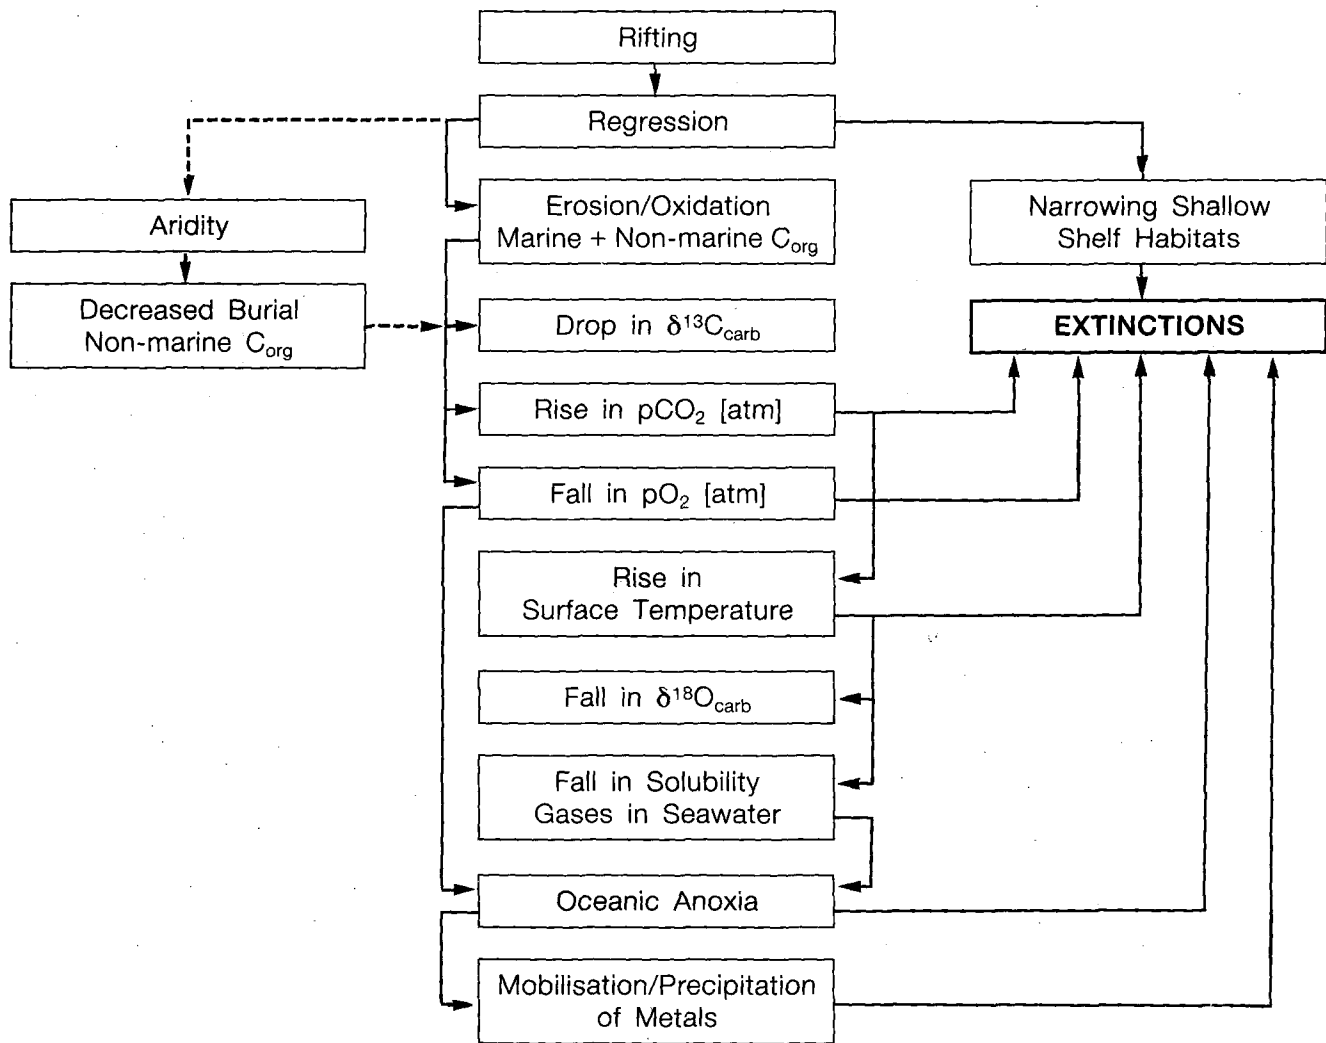 Rifting
Regression
Aridity
Erosion/Oxidation
Marine + Non-marine C₀ᵣg
Narrowing Shallow
Shelf Habitats
Decreased Burial
Non-marine Corg
Drop in δ¹³Ccarb
EXTINCTIONS
Rise in pCO₂ [atm]
Fall in pO₂ [atm]
Rise in
Surface Temperature
Fall in δ¹⁸Ocarb
Fall in Solubility
Gases in Seawater
Oceanic Anoxia
Mobilisation/Precipitation
of Metals